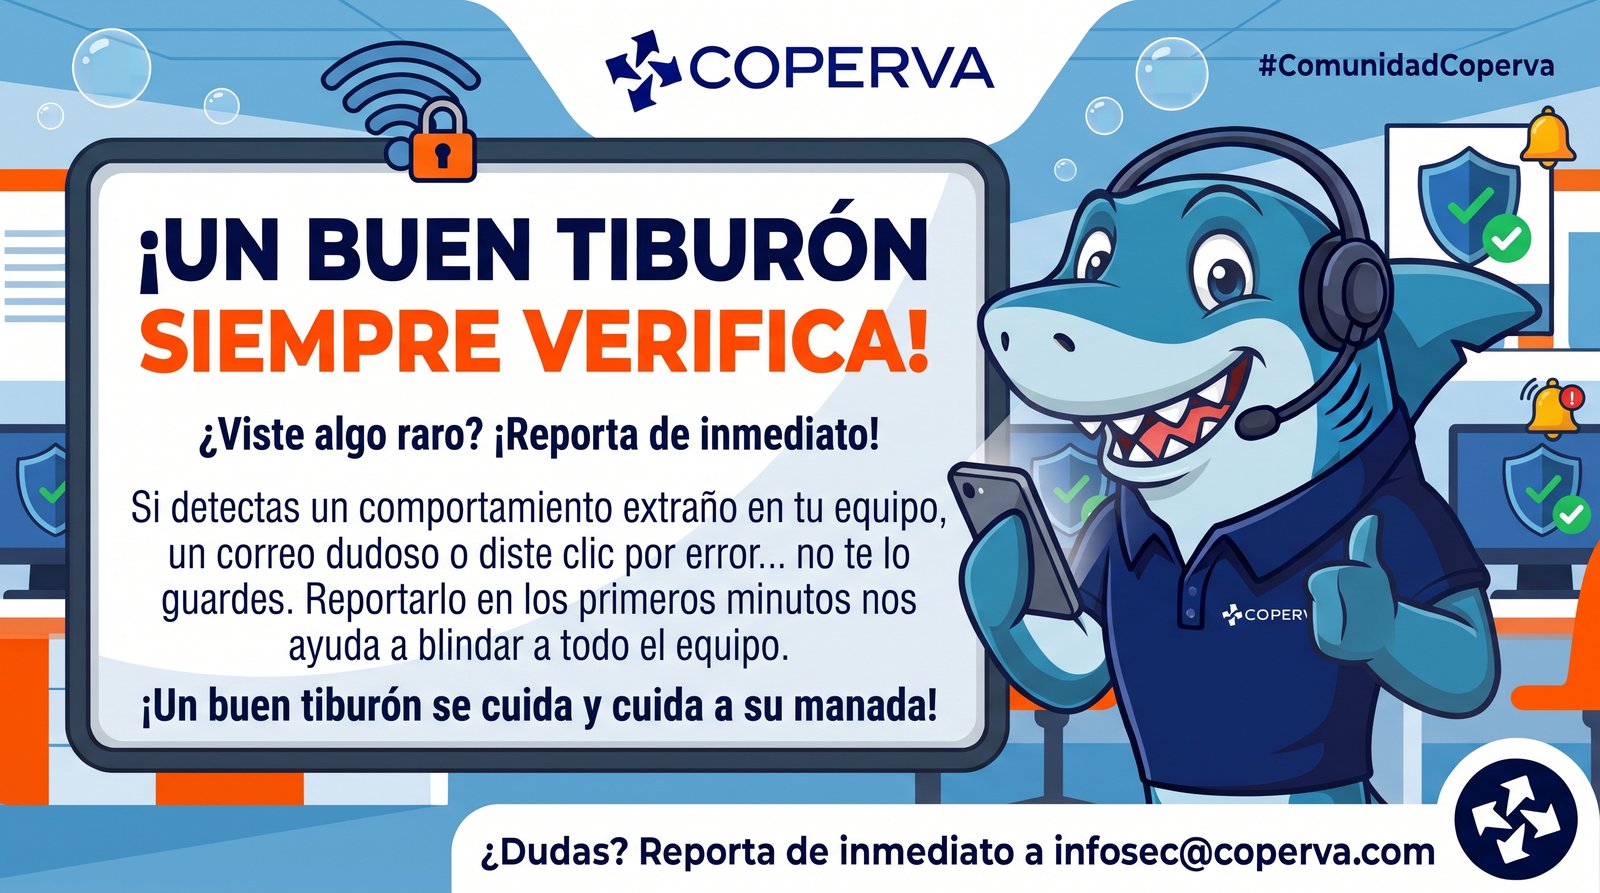 COPERVA
#ComunidadCoperva
¡UN BUEN TIBURÓN
SIEMPRE VERIFICA!
¿Viste algo raro? ¡Reporta de inmediato!
Si detectas un comportamiento extraño en tu equipo,
un correo dudoso o diste clic por error... no te lo
guardes. Reportarlo en los primeros minutos nos
ayuda a blindar a todo el equipo.
¡Un buen tiburón se cuida y cuida a su manada!
COPERV
¿Dudas? Reporta de inmediato a infosec@coperva.com